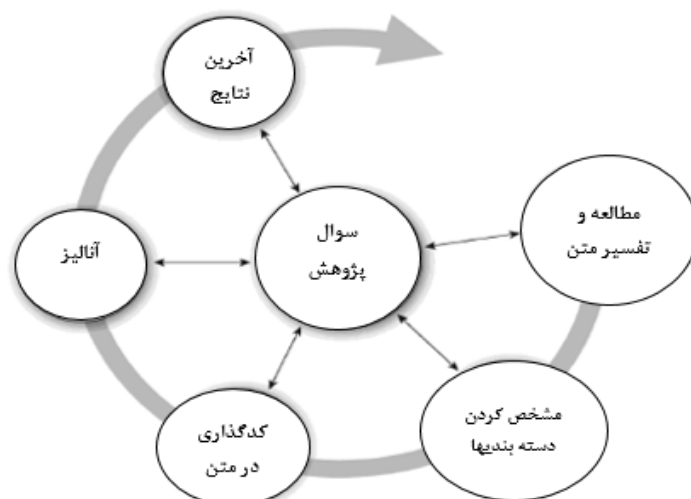 آخرین
نتایج
سوال
پژوهش
مطالعه و
تفسیر متن
آنالیز
مشخص کردن
دسته بندیها
کدگذاری
در متن